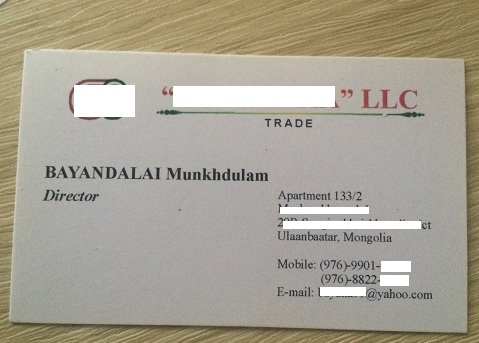 “ ” LLC
TRADE
BAYANDALAI Munkhdulam
Director
Apartment 133/2
Ulaanbaatar, Mongolia
Mobile: (976)-9901-
(976)-8822-
E-mail: @yahoo.com